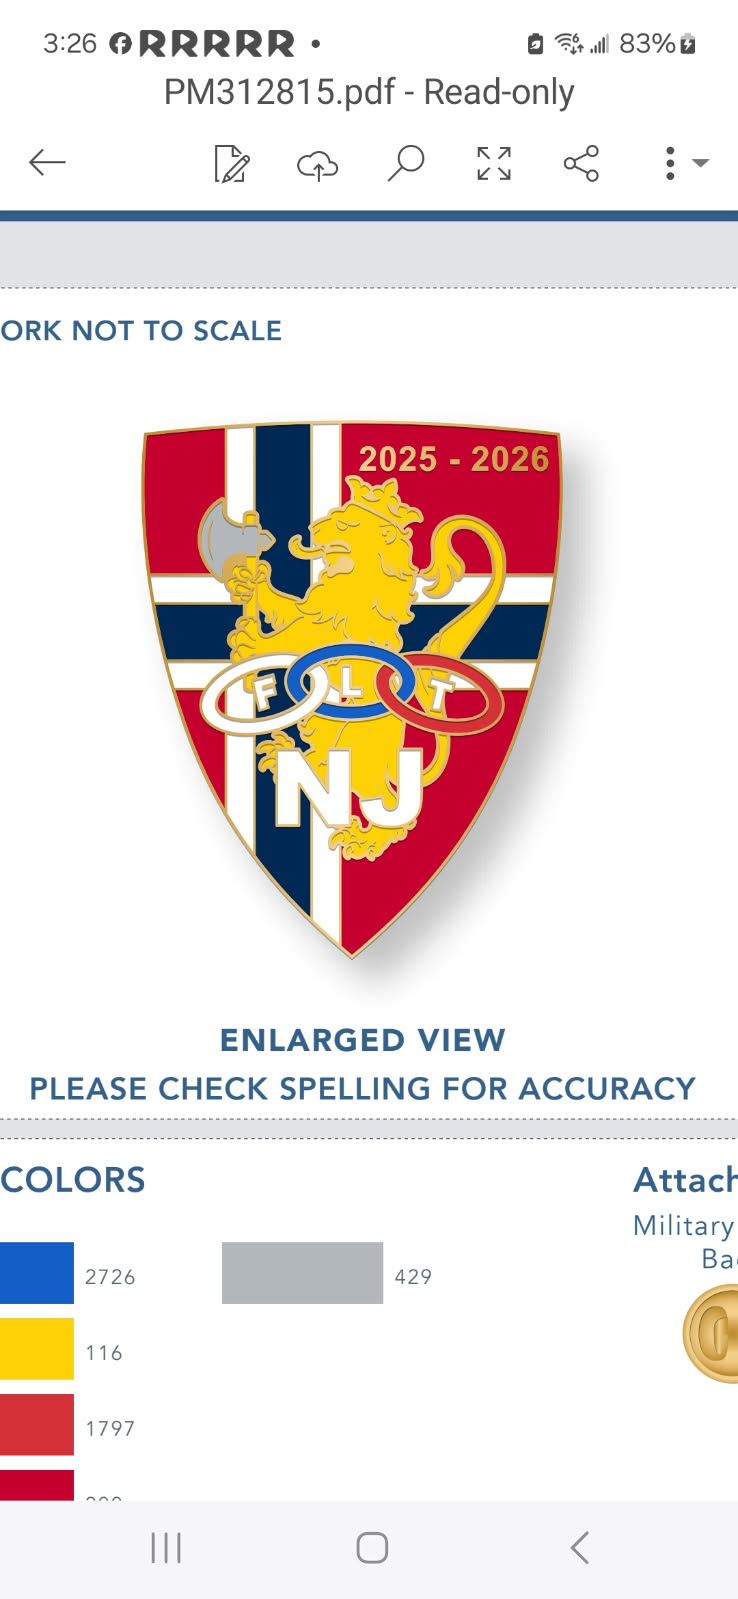 3:26 RRRRR • 83%
PM312815.pdf - Read-only
ORK NOT TO SCALE
2025 - 2026
F L T
NJ
ENLARGED VIEW
PLEASE CHECK SPELLING FOR ACCURACY
COLORS
Attach
Military
Ba
2726
429
116
1797